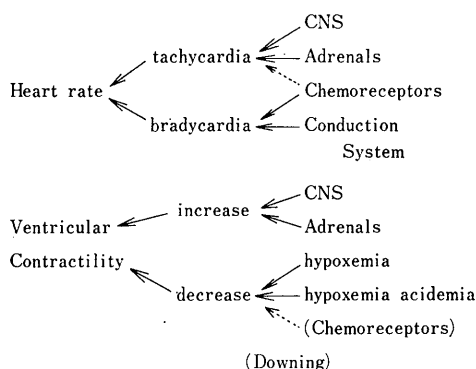 CNS
tachycardia Adrenals
Heart rate Chemoreceptors
bradycardia Conduction
System
CNS
increase
Ventricular Adrenals
Contractility hypoxemia
decrease hypoxemia acidemia
(Chemoreceptors)
(Downing)